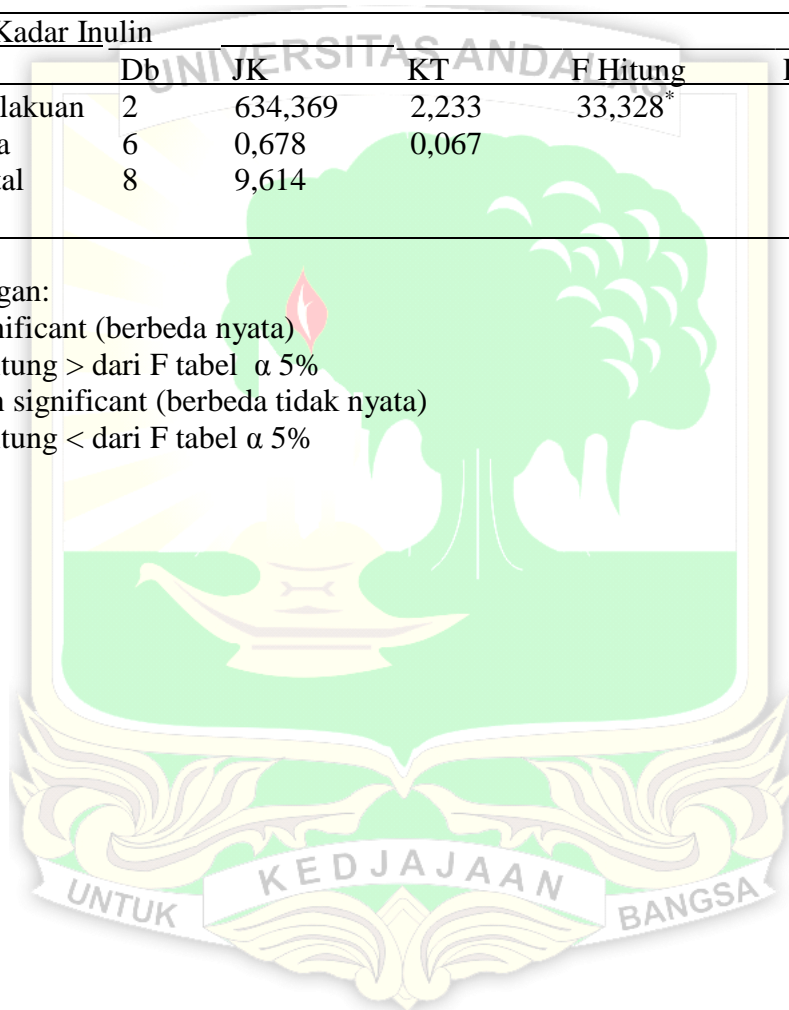 Kadar Inulin
UNIVERSITAS ANDALAS
Db JK KT F Hitung
lakuan 2 634,369 2,233 33,328*
a 6 0,678 0,067
tal 8 9,614
gan:
nificant (berbeda nyata)
tung > dari F tabel α 5%
n significant (berbeda tidak nyata)
tung < dari F tabel α 5%
UNTUK KEDJAJAAN BANGSA